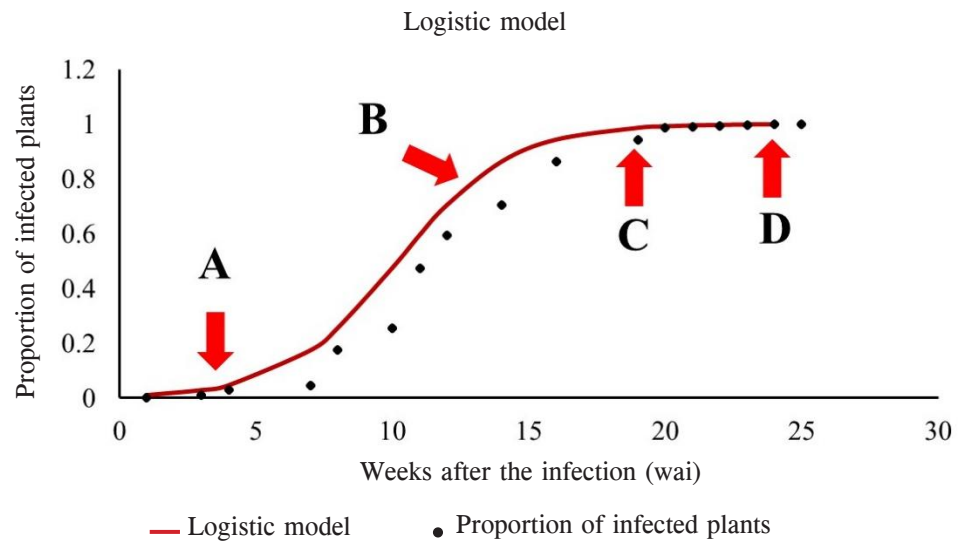 Logistic model
Proportion of infected plants
1.2
1
0.8
0.6
0.4
0.2
0
A
B
C
D
0 5 10 15 20 25 30
Weeks after the infection (wai)
Logistic model Proportion of infected plants